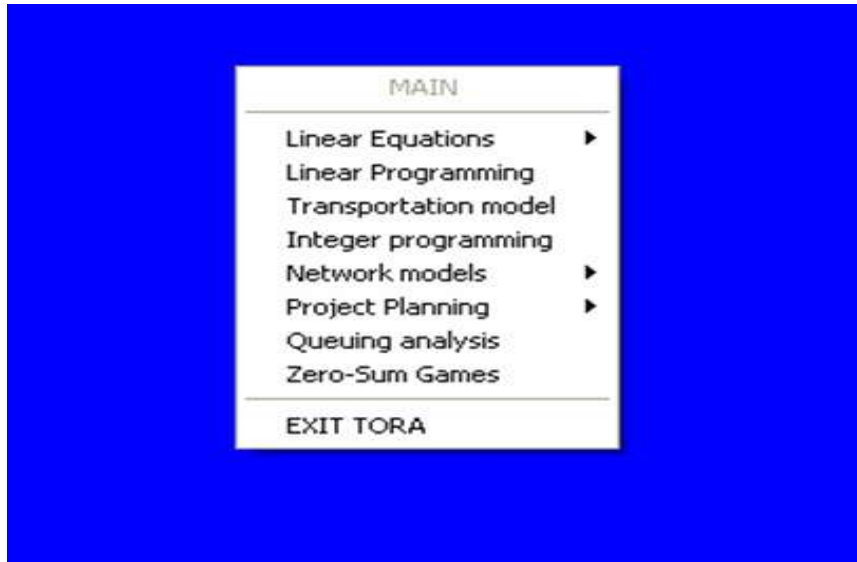 MAIN
Linear Equations
Linear Programming
Transportation model
Integer programming
Network models
Project Planning
Queuing analysis
Zero-Sum Games
EXIT TORA